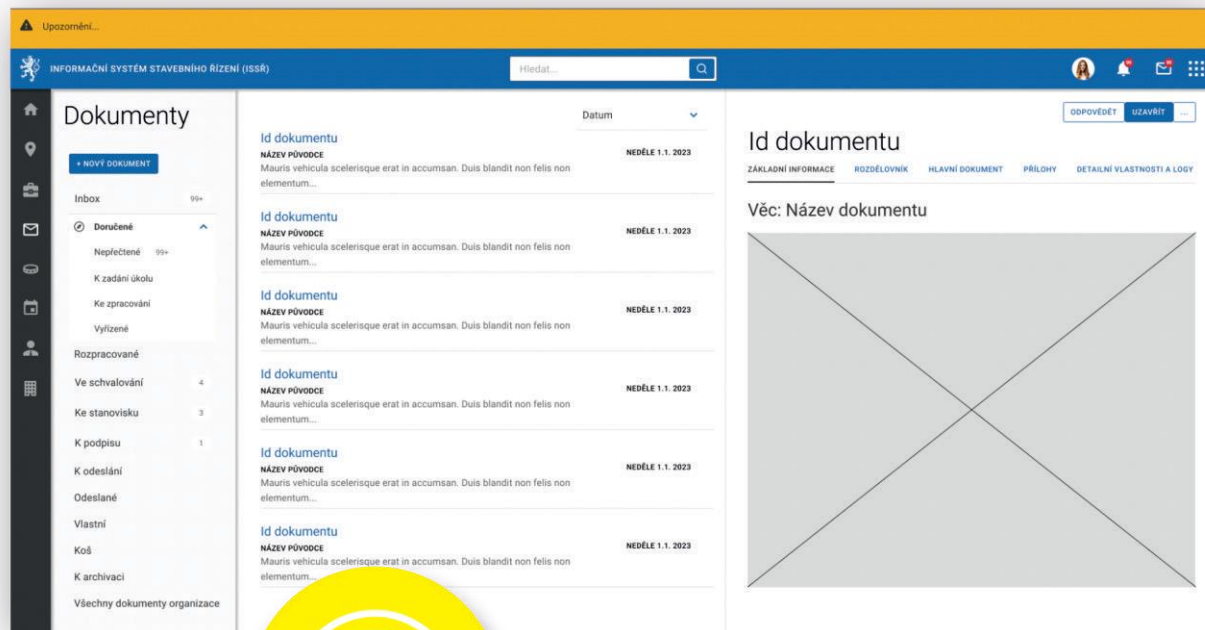 Upozornění...
INFORMAČNÍ SYSTÉM STAVEBNÍHO ŘÍZENÍ (ISSŘ)
Hledat...
Dokumenty
+ NOVÝ DOKUMENT
Inbox 99+
Doručené
Nepřečtené 99+
K zadání úkolu
Ke zpracování
Vyřízené
Rozpracované
Ve schvalování 4
Ke stanovisku 3
K podpisu 1
K odeslání
Odeslané
Vlastní
Koš
K archivaci
Všechny dokumenty organizace
Datum
Id dokumentu
NÁZEV PŮVODCE NEDĚLE 1.1. 2023
Mauris vehicula scelerisque erat in accumsan. Duis blandit non felis non
elementum...
Id dokumentu
NÁZEV PŮVODCE NEDĚLE 1.1. 2023
Mauris vehicula scelerisque erat in accumsan. Duis blandit non felis non
elementum...
Id dokumentu
NÁZEV PŮVODCE NEDĚLE 1.1. 2023
Mauris vehicula scelerisque erat in accumsan. Duis blandit non felis non
elementum...
Id dokumentu
NÁZEV PŮVODCE NEDĚLE 1.1. 2023
Mauris vehicula scelerisque erat in accumsan. Duis blandit non felis non
elementum...
Id dokumentu
NÁZEV PŮVODCE NEDĚLE 1.1. 2023
Mauris vehicula scelerisque erat in accumsan. Duis blandit non felis non
elementum...
Id dokumentu
NÁZEV PŮVODCE NEDĚLE 1.1. 2023
Mauris vehicula scelerisque erat in accumsan. Duis blandit non felis non
elementum...
ODPOVĚDĚT UZAVŘÍT ...
Id dokumentu
ZÁKLADNÍ INFORMACE ROZDĚLOVNÍK HLAVNÍ DOKUMENT PŘÍLOHY DETAILNÍ VLASTNOSTI A LOGY
Věc: Název dokumentu